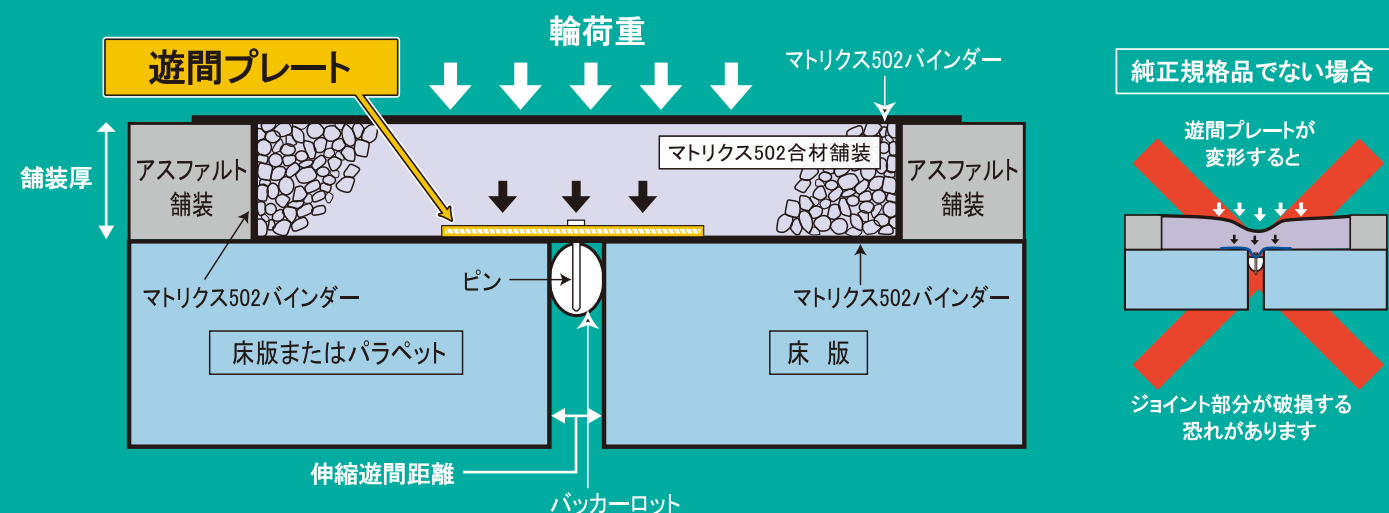 輪荷重
遊間プレート
マトリクス502バインダー
マトリクス502合材舗装
舗装厚
アスファルト
舗装
アスファルト
舗装
ピン
マトリクス502バインダー
マトリクス502バインダー
床版またはパラペット
床 版
伸縮遊間距離
バッカーロット
純正規格品でない場合
遊間プレートが
変形すると
ジョイント部分が破損する
恐れがあります